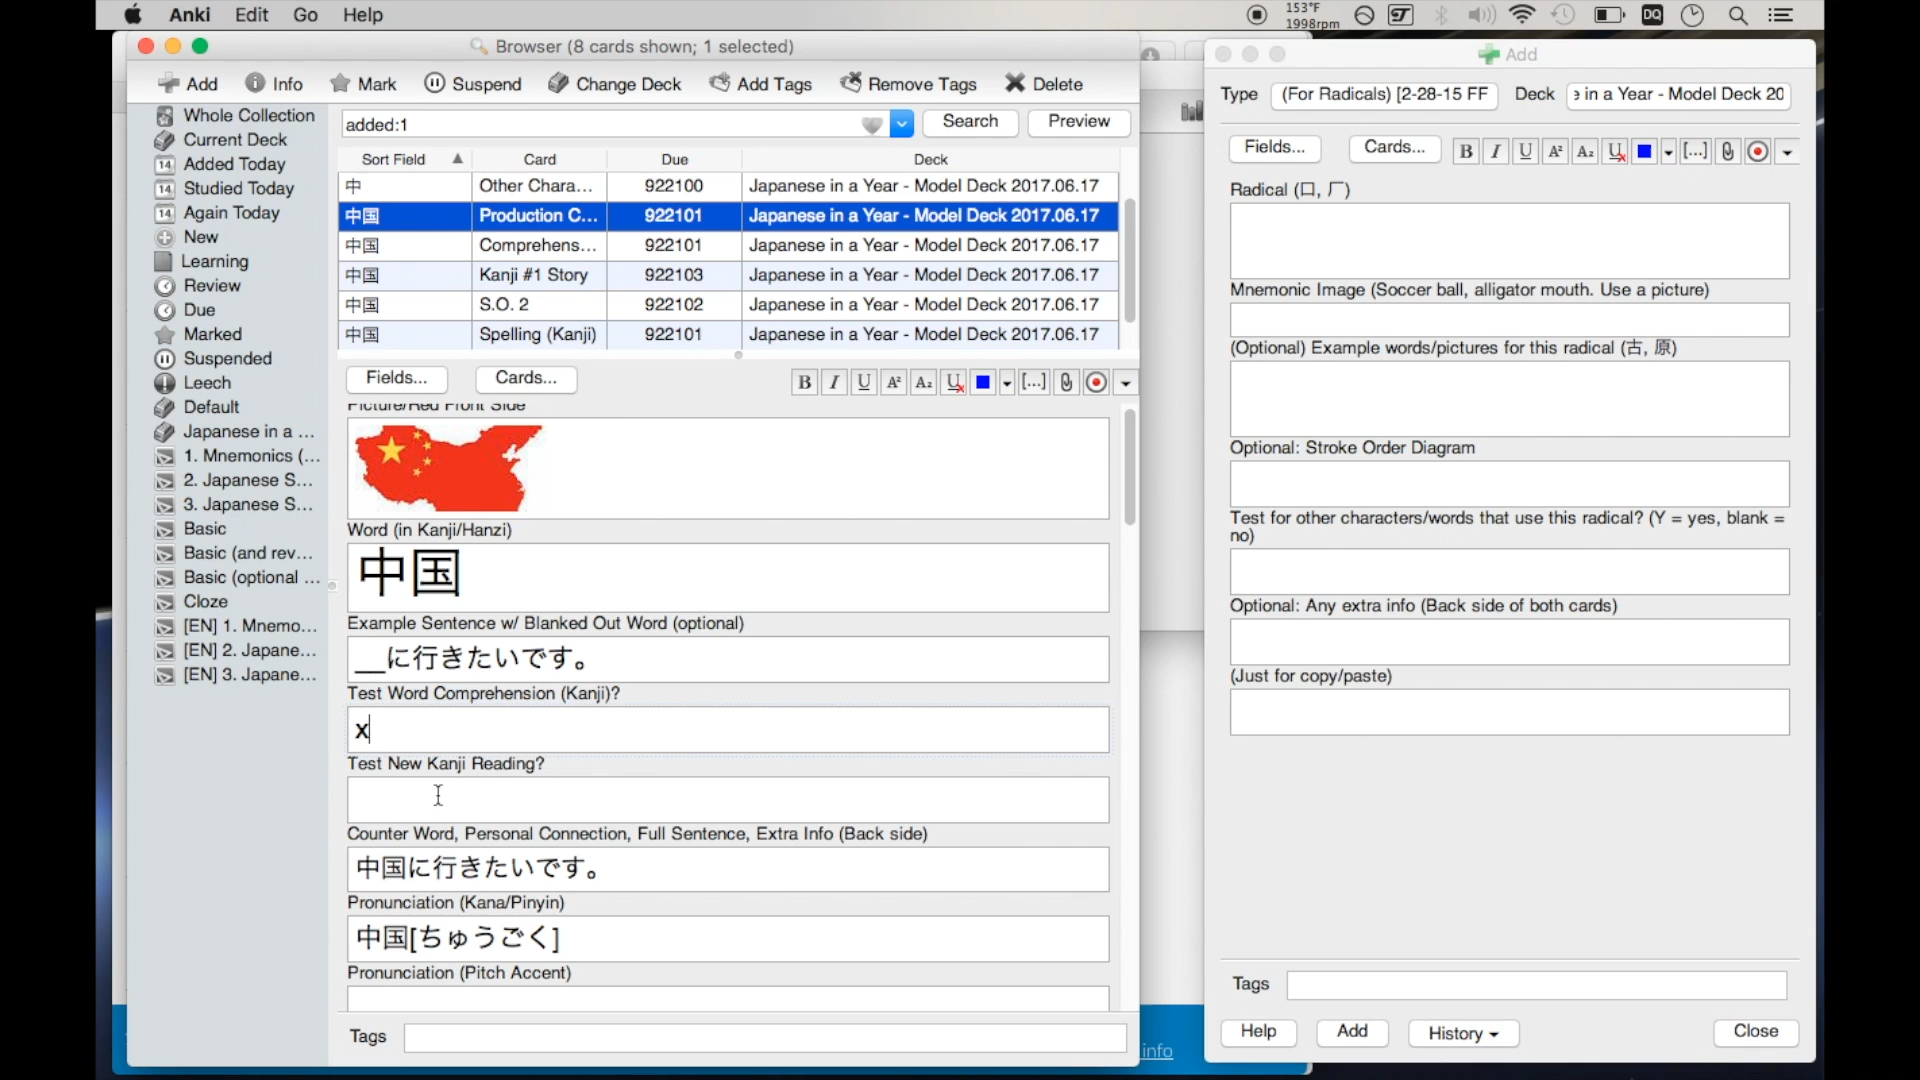 Anki Edit Go Help
153°F
1998rpm
DQ
Browser (8 cards shown; 1 selected)
Add Info Mark Suspend Change Deck Add Tags Remove Tags Delete
Whole Collection
Current Deck
Added Today
Studied Today
Again Today
New
Learning
Review
Due
Marked
Suspended
Leech
Default
Japanese in a ...
1. Mnemonics (...
2. Japanese S...
3. Japanese S...
Basic
Basic (and rev...
Basic (optional ...
Cloze
[EN] 1. Mnemo...
[EN] 2. Japane...
[EN] 3. Japane...
added:1 Search Preview
Sort Field Card Due Deck
中 Other Chara... 922100 Japanese in a Year - Model Deck 2017.06.17
中国 Production C... 922101 Japanese in a Year - Model Deck 2017.06.17
中国 Comprehens... 922101 Japanese in a Year - Model Deck 2017.06.17
中国 Kanji #1 Story 922103 Japanese in a Year - Model Deck 2017.06.17
中国 S.O. 2 922102 Japanese in a Year - Model Deck 2017.06.17
中国 Spelling (Kanji) 922101 Japanese in a Year - Model Deck 2017.06.17
Fields... Cards... B I U A² A₂ U [...]
Picture/Red Front Side
Word (in Kanji/Hanzi)
中国
Example Sentence w/ Blanked Out Word (optional)
__に行きたいです。
Test Word Comprehension (Kanji)?
x
Test New Kanji Reading?
Counter Word, Personal Connection, Full Sentence, Extra Info (Back side)
中国に行きたいです。
Pronunciation (Kana/Pinyin)
中国[ちゅうごく]
Pronunciation (Pitch Accent)
Tags
info
Add
Type (For Radicals) [2-28-15 FF Deck in a Year - Model Deck 20
Fields... Cards... B I U A² A₂ U [...]
Radical (口, 厂)
Mnemonic Image (Soccer ball, alligator mouth. Use a picture)
(Optional) Example words/pictures for this radical (古, 原)
Optional: Stroke Order Diagram
Test for other characters/words that use this radical? (Y = yes, blank =
no)
Optional: Any extra info (Back side of both cards)
(Just for copy/paste)
Tags
Help Add History Close